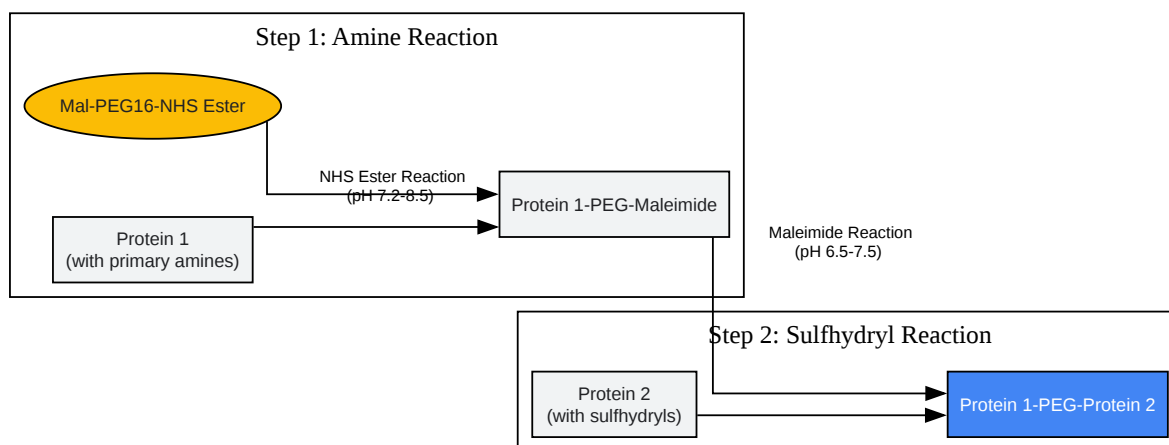 Step 1: Amine Reaction
Mal-PEG16-NHS Ester
NHS Ester Reaction
(pH 7.2-8.5)
Protein 1-PEG-Maleimide
Protein 1
(with primary amines)
Maleimide Reaction
(pH 6.5-7.5)
Step 2: Sulfhydryl Reaction
Protein 2
(with sulfhydryls)
Protein 1-PEG-Protein 2